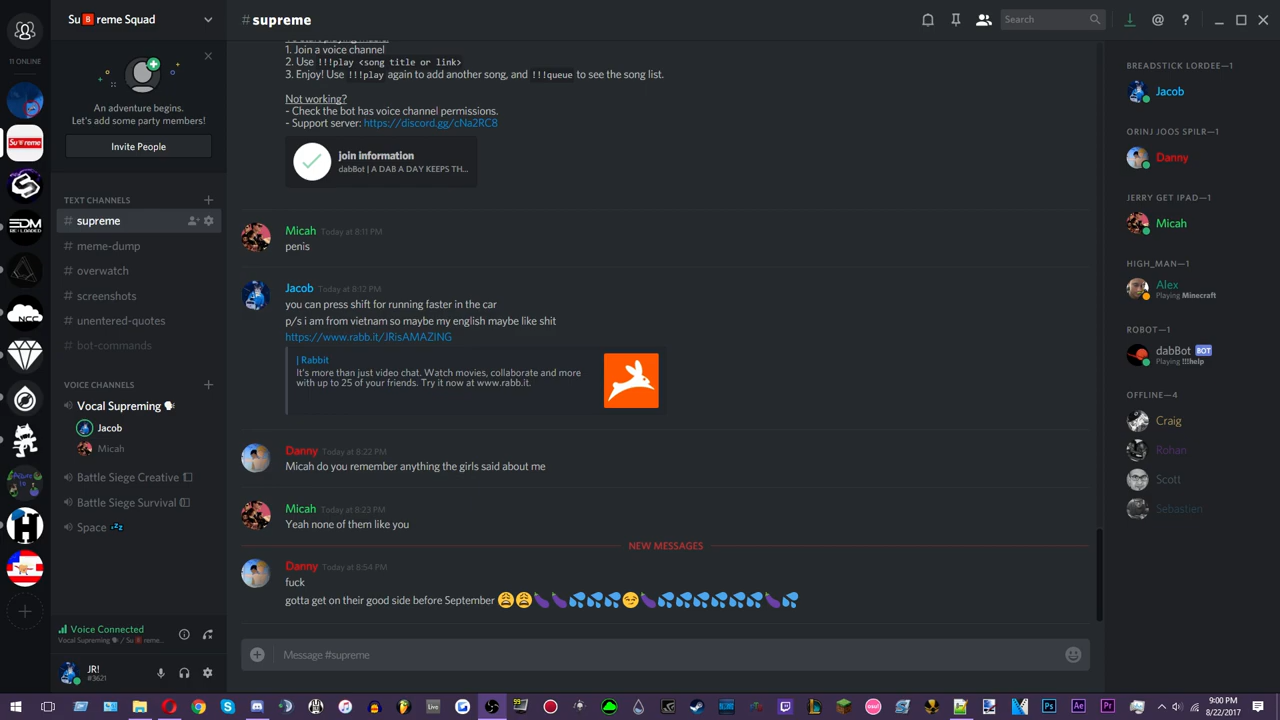 Su B reme Squad
#supreme
Search
11 ONLINE
An adventure begins.
Let's add some party members!
Invite People
TEXT CHANNELS
# supreme
# meme-dump
# overwatch
# screenshots
# unentered-quotes
# bot-commands
VOICE CHANNELS
Vocal Supreming 🗣
Jacob
Micah
Battle Siege Creative
Battle Siege Survival
Space 💤
Voice Connected
Vocal Supreming 🗣 / Su B reme...
JR!
#3621
1. Join a voice channel
2. Use !!!play <song title or link>
3. Enjoy! Use !!!play again to add another song, and !!!queue to see the song list.
Not working?
- Check the bot has voice channel permissions.
- Support server: https://discord.gg/cNa2RC8
join information
dabBot | A DAB A DAY KEEPS TH...
Micah Today at 8:11 PM
penis
Jacob Today at 8:12 PM
you can press shift for running faster in the car
p/s i am from vietnam so maybe my english maybe like shit
https://www.rabb.it/JRisAMAZING
| Rabbit
It's more than just video chat. Watch movies, collaborate and more
with up to 25 of your friends. Try it now at www.rabb.it.
Danny Today at 8:22 PM
Micah do you remember anything the girls said about me
Micah Today at 8:23 PM
Yeah none of them like you
NEW MESSAGES
Danny Today at 8:54 PM
fuck
gotta get on their good side before September 😩😩🍆🍆💦💦💦😏🍆💦💦💦💦💦💦🍆💦
Message #supreme
BREADSTICK LORDEE—1
Jacob
ORINJ JOOS SPILR—1
Danny
JERRY GET IPAD—1
Micah
HIGH_MAN—1
Alex
Playing Minecraft
ROBOT—1
dabBot BOT
Playing !!!help
OFFLINE—4
Craig
Rohan
Scott
Sebastien
Su B reme
EDM
RELOADED
NCC
H
Live
osu!
Ps
Ae
Pr
9:00 PM
8/22/2017